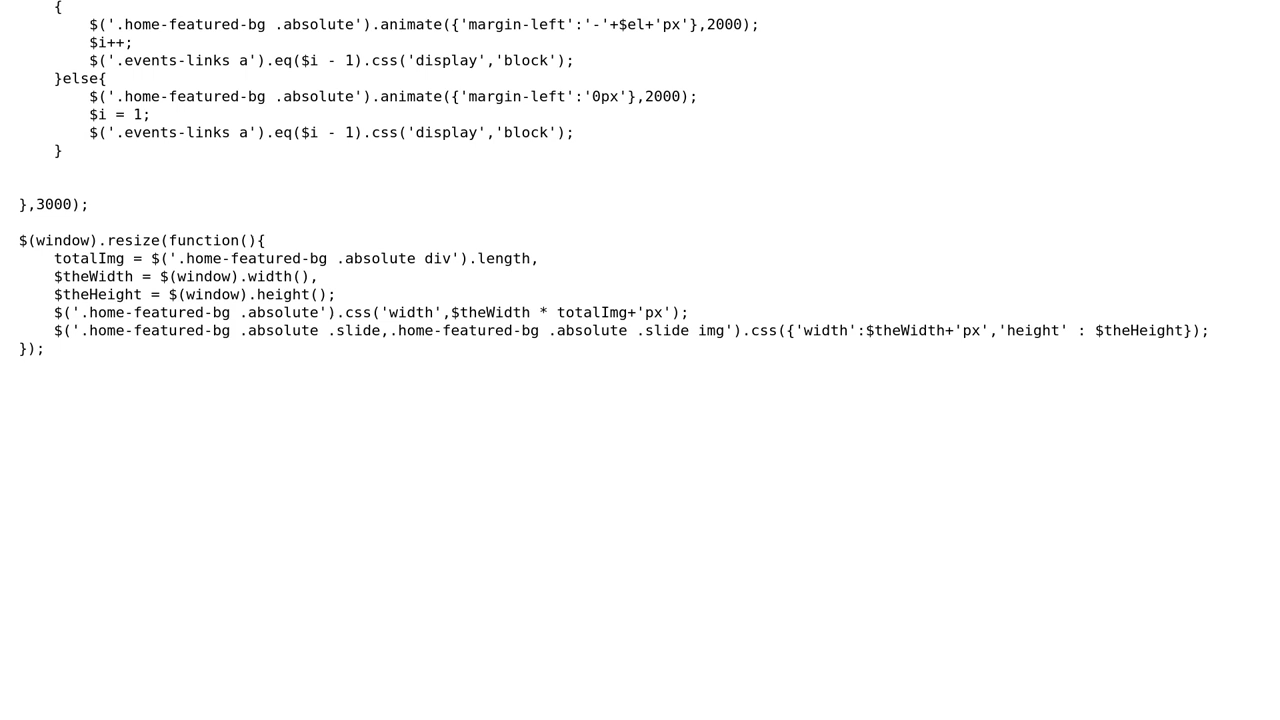 {
        $('.home-featured-bg .absolute').animate({'margin-left':'-'+$el+'px'},2000);
        $i++;
        $('.events-links a').eq($i - 1).css('display','block');
    }else{
        $('.home-featured-bg .absolute').animate({'margin-left':'0px'},2000);
        $i = 1;
        $('.events-links a').eq($i - 1).css('display','block');
    }


},3000);

$(window).resize(function(){
    totalImg = $('.home-featured-bg .absolute div').length,
    $theWidth = $(window).width(),
    $theHeight = $(window).height();
    $('.home-featured-bg .absolute').css('width',$theWidth * totalImg+'px');
    $('.home-featured-bg .absolute .slide,.home-featured-bg .absolute .slide img').css({'width':$theWidth+'px','height' : $theHeight});
});